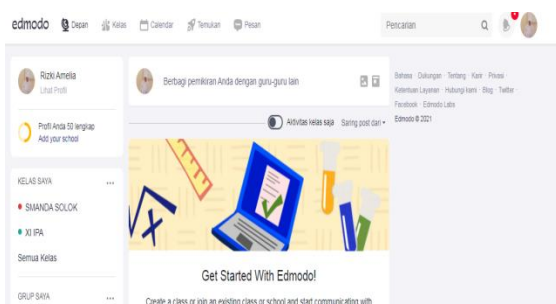 edmodo Depan Kelas Calendar Temukan Pesan Pencarian
Rizki Amelia
Lihat Profil
Profil Anda 50 lengkap
Add your school
KELAS SAYA
SMANDA SOLOK
XI IPA
Semua Kelas
GRUP SAYA
Berbagi pemikiran Anda dengan guru-guru lain
Aktivitas kelas saja Saring post dari
Get Started With Edmodo!
Create a class or join an existing class or school and start communicating with
Bahasa · Dukungan · Tentang · Karir · Privasi ·
Ketentuan Layanan · Hubungi kami · Blog · Twitter ·
Facebook · Edmodo Labs
Edmodo © 2021